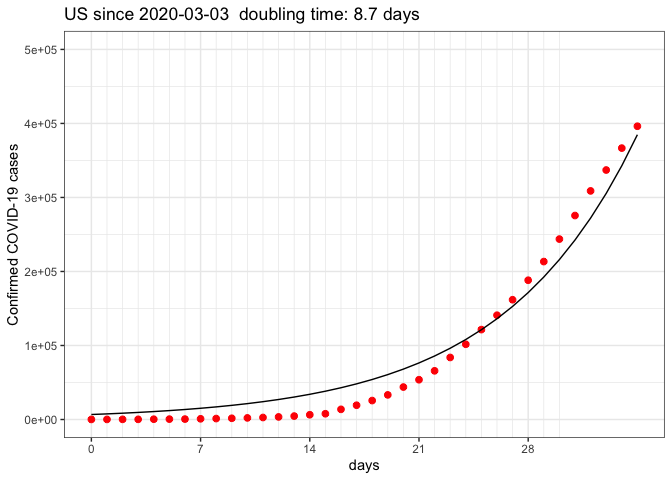 US since 2020-03-03  doubling time: 8.7 days
5e+05
4e+05
3e+05
2e+05
1e+05
0e+00
Confirmed COVID-19 cases
0 7 14 21 28
days